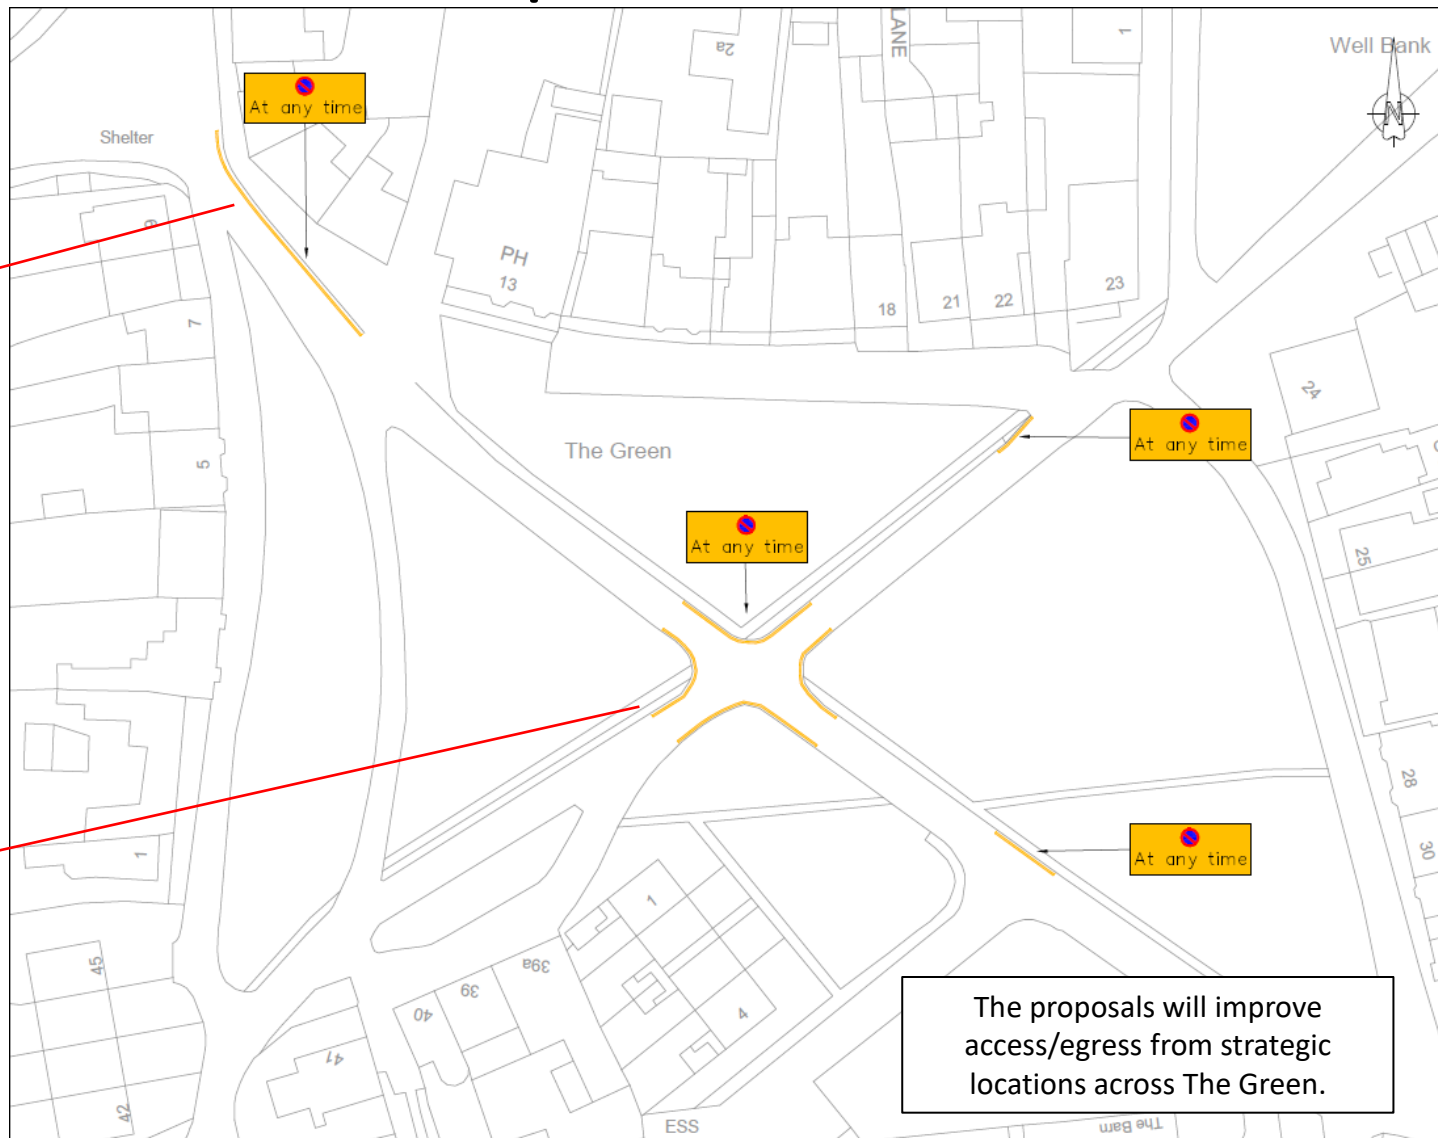 LANE
1
2a
Well Bank
N
At any time
Shelter
9
PH
13
18
21
22
23
7
24
The Green
At any time
5
At any time
25
28
At any time
30
1
1
45
39a
39
40
4
41
42
The proposals will improve
access/egress from strategic
locations across The Green.
ESS
The Barn